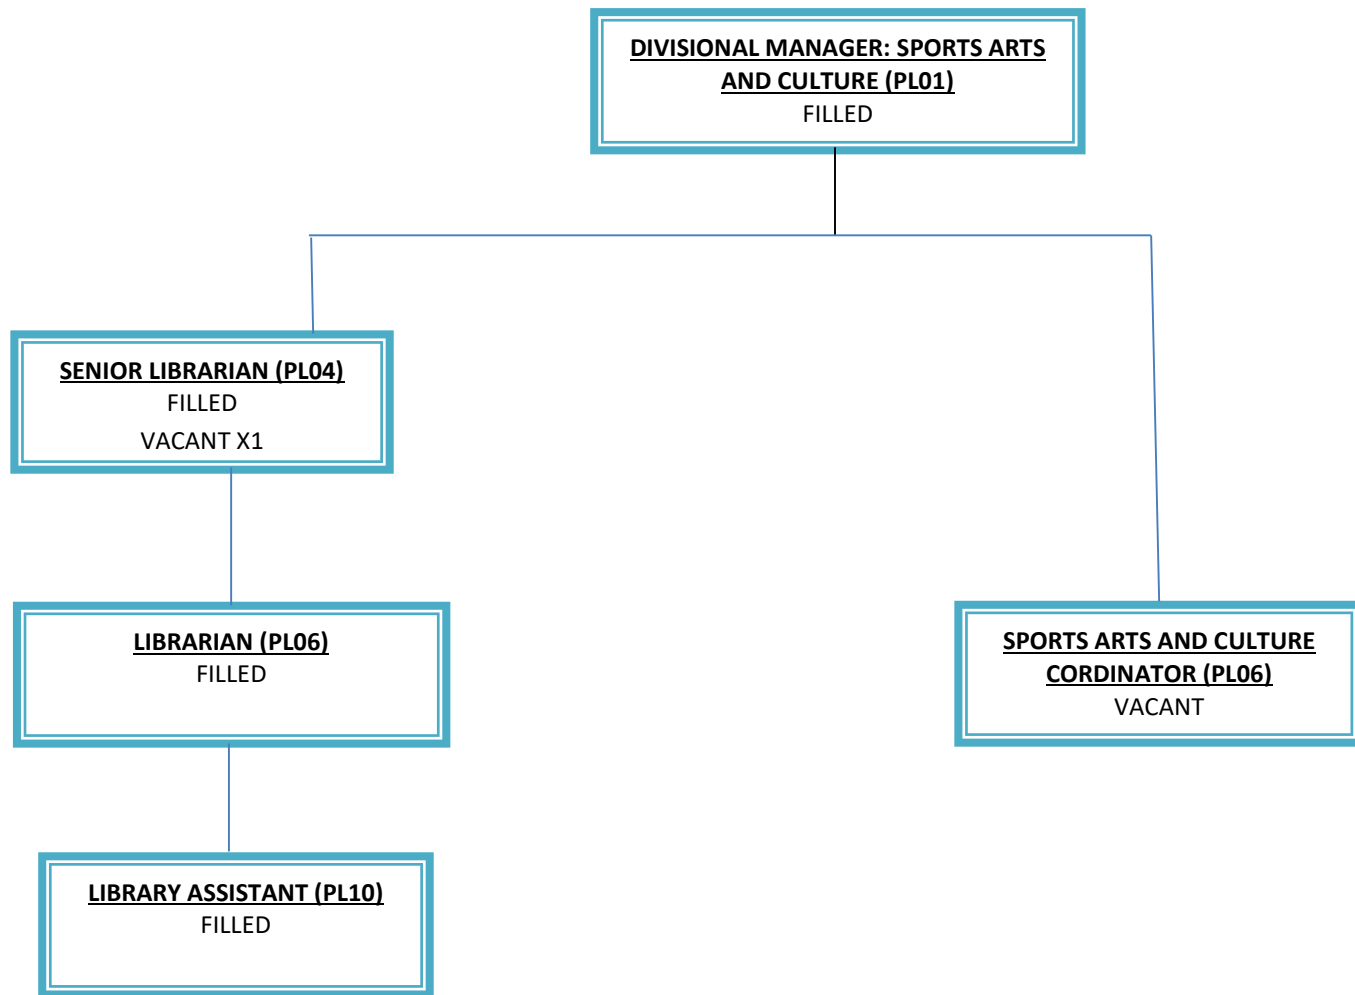 DIVISIONAL MANAGER: SPORTS ARTS
AND CULTURE (PL01)
FILLED
SENIOR LIBRARIAN (PL04)
FILLED
VACANT X1
LIBRARIAN (PL06)
FILLED
SPORTS ARTS AND CULTURE
CORDINATOR (PL06)
VACANT
LIBRARY ASSISTANT (PL10)
FILLED